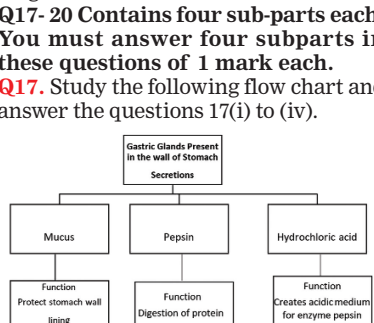 Q17- 20 Contains four sub-parts each
You must answer four subparts in
these questions of 1 mark each.
Q17. Study the following flow chart and
answer the questions 17(i) to (iv).
Gastric Glands Present
in the wall of Stomach
Secretions
Mucus
Pepsin
Hydrochloric acid
Function
Protect stomach wall
lining
Function
Digestion of protein
Function
Creates acidic medium
for enzyme pepsin